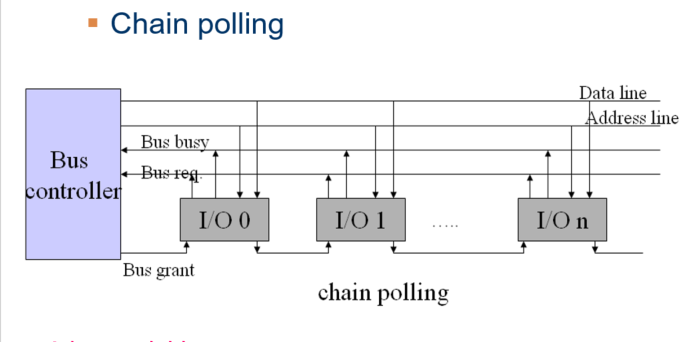 Chain polling
Data line
Address line
Bus busy
Bus req.
Bus
controller
I/O 0
I/O 1
.....
I/O n
Bus grant
chain polling